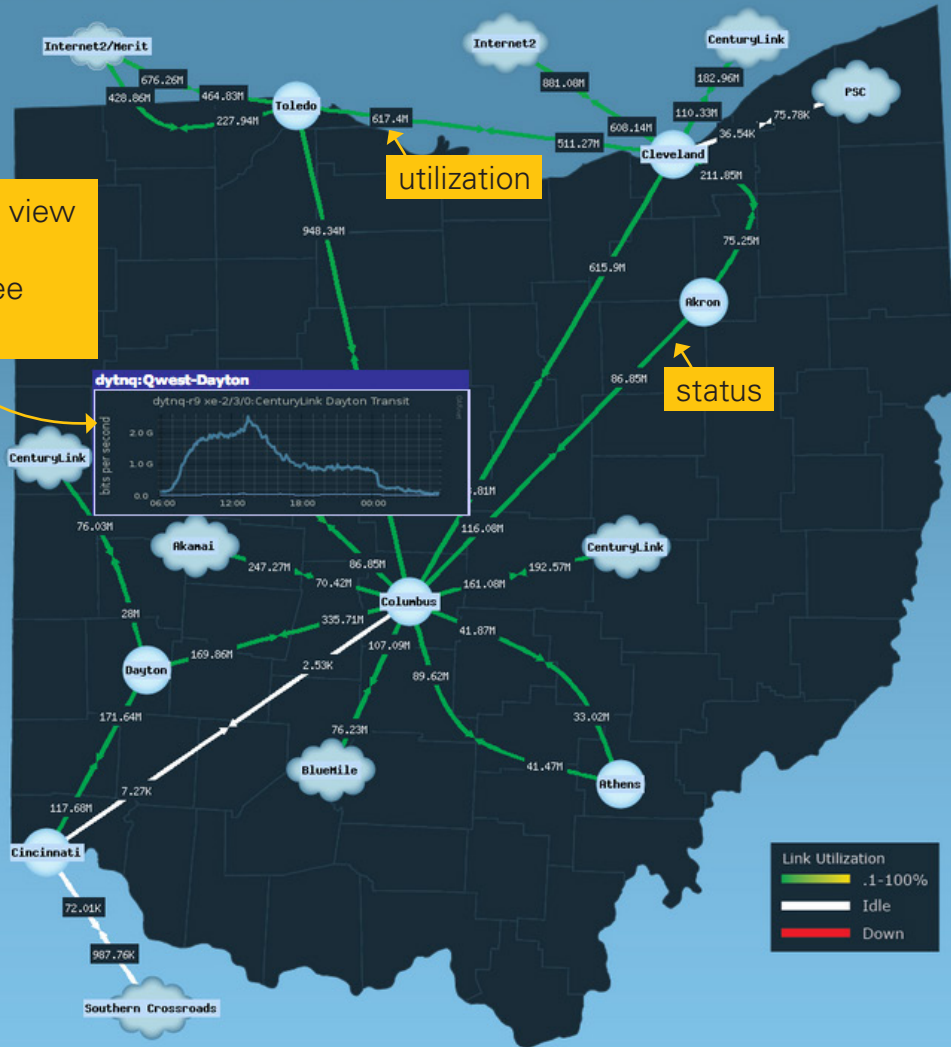 Internet2/Merit
Internet2
CenturyLink
PSC
676.26M
464.83M
428.86M
227.94M
Toledo
617.4M
881.08M
608.14M
182.96M
110.33M
75.78K
36.54K
511.27M
Cleveland
211.85M
utilization
view
ee
948.34M
615.9M
75.25M
Akron
86.85M
status
dytnq:Qwest-Dayton
dytnq-r9 xe-2/3/0:CenturyLink Dayton Transit
bits per second
2.0 G
1.0 G
0.0
06:00 12:00 18:00 00:00
CenturyLink
76.03M
.81M
116.08M
Akamai
247.27M
70.42M
86.85M
CenturyLink
192.57M
161.08M
Columbus
28M
335.71M
169.86M
107.09M
41.87M
Dayton
2.53K
89.62M
171.64M
33.02M
76.23M
BlueMile
41.47M
Athens
7.27K
117.68M
Cincinnati
72.01K
987.76K
Southern Crossroads
Link Utilization
.1-100%
Idle
Down